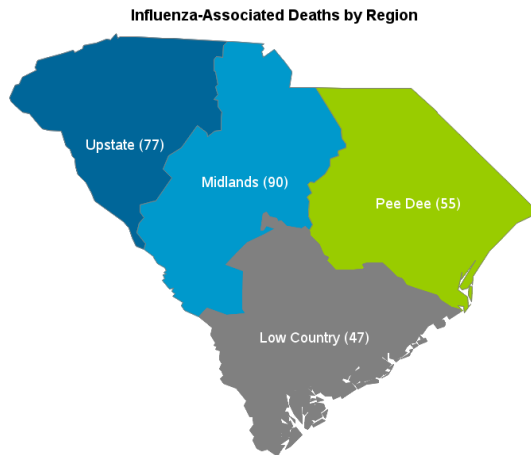 Influenza-Associated Deaths by Region
Upstate (77)
Midlands (90)
Pee Dee (55)
Low Country (47)